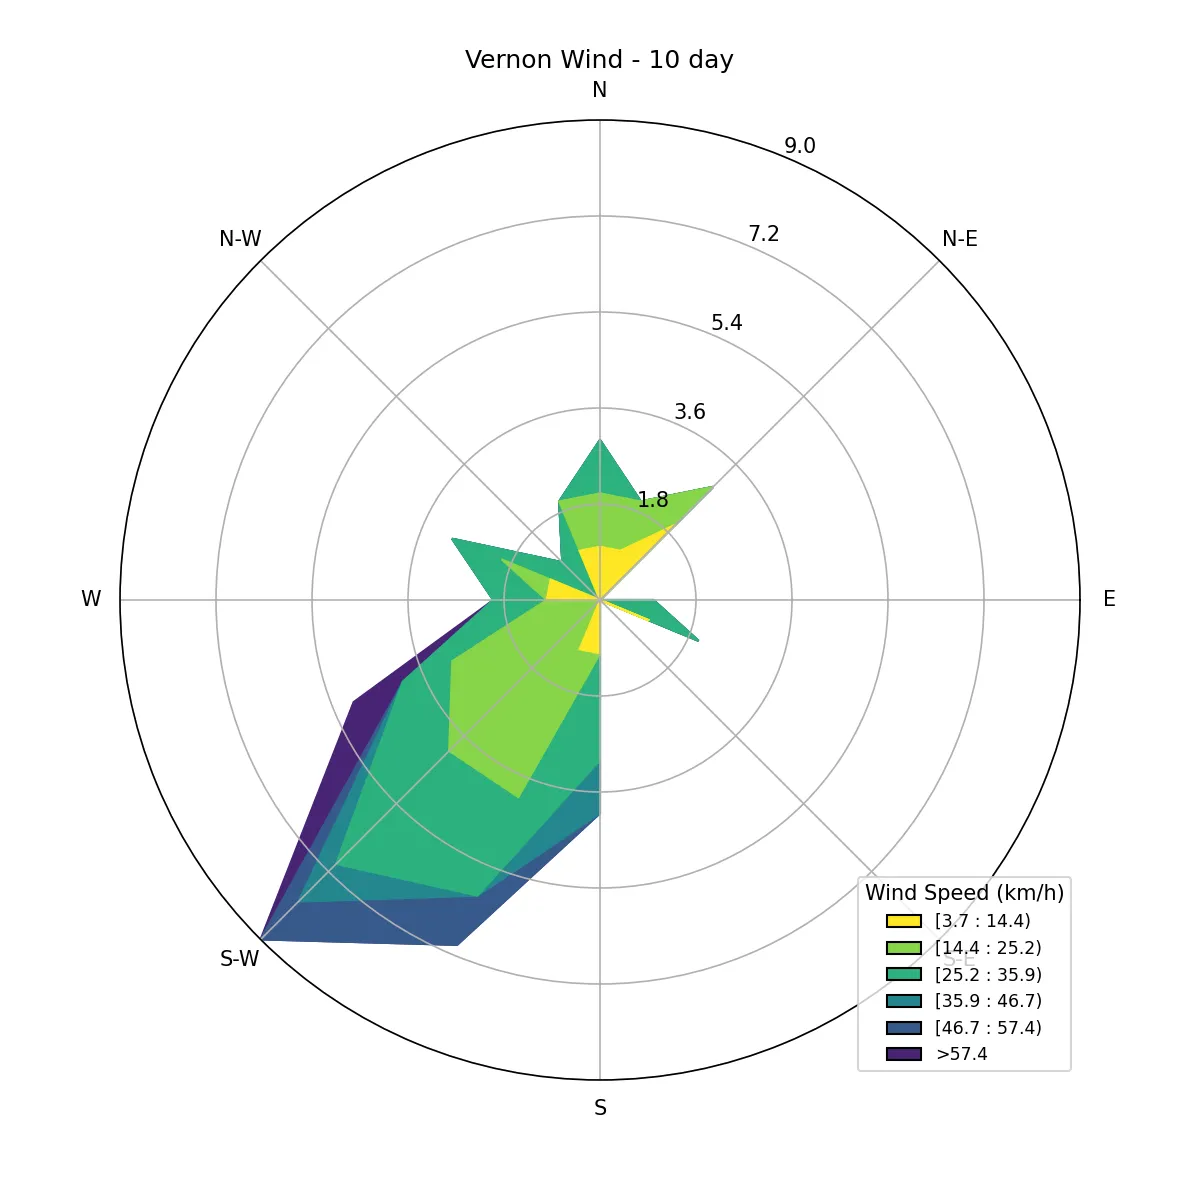 Vernon Wind - 10 day
N
9.0
7.2
N-W
N-E
5.4
3.6
1.8
W
E
Wind Speed (km/h)
[3.7 : 14.4)
[14.4 : 25.2)
S-W
S-E
[25.2 : 35.9)
[35.9 : 46.7)
[46.7 : 57.4)
>57.4
S